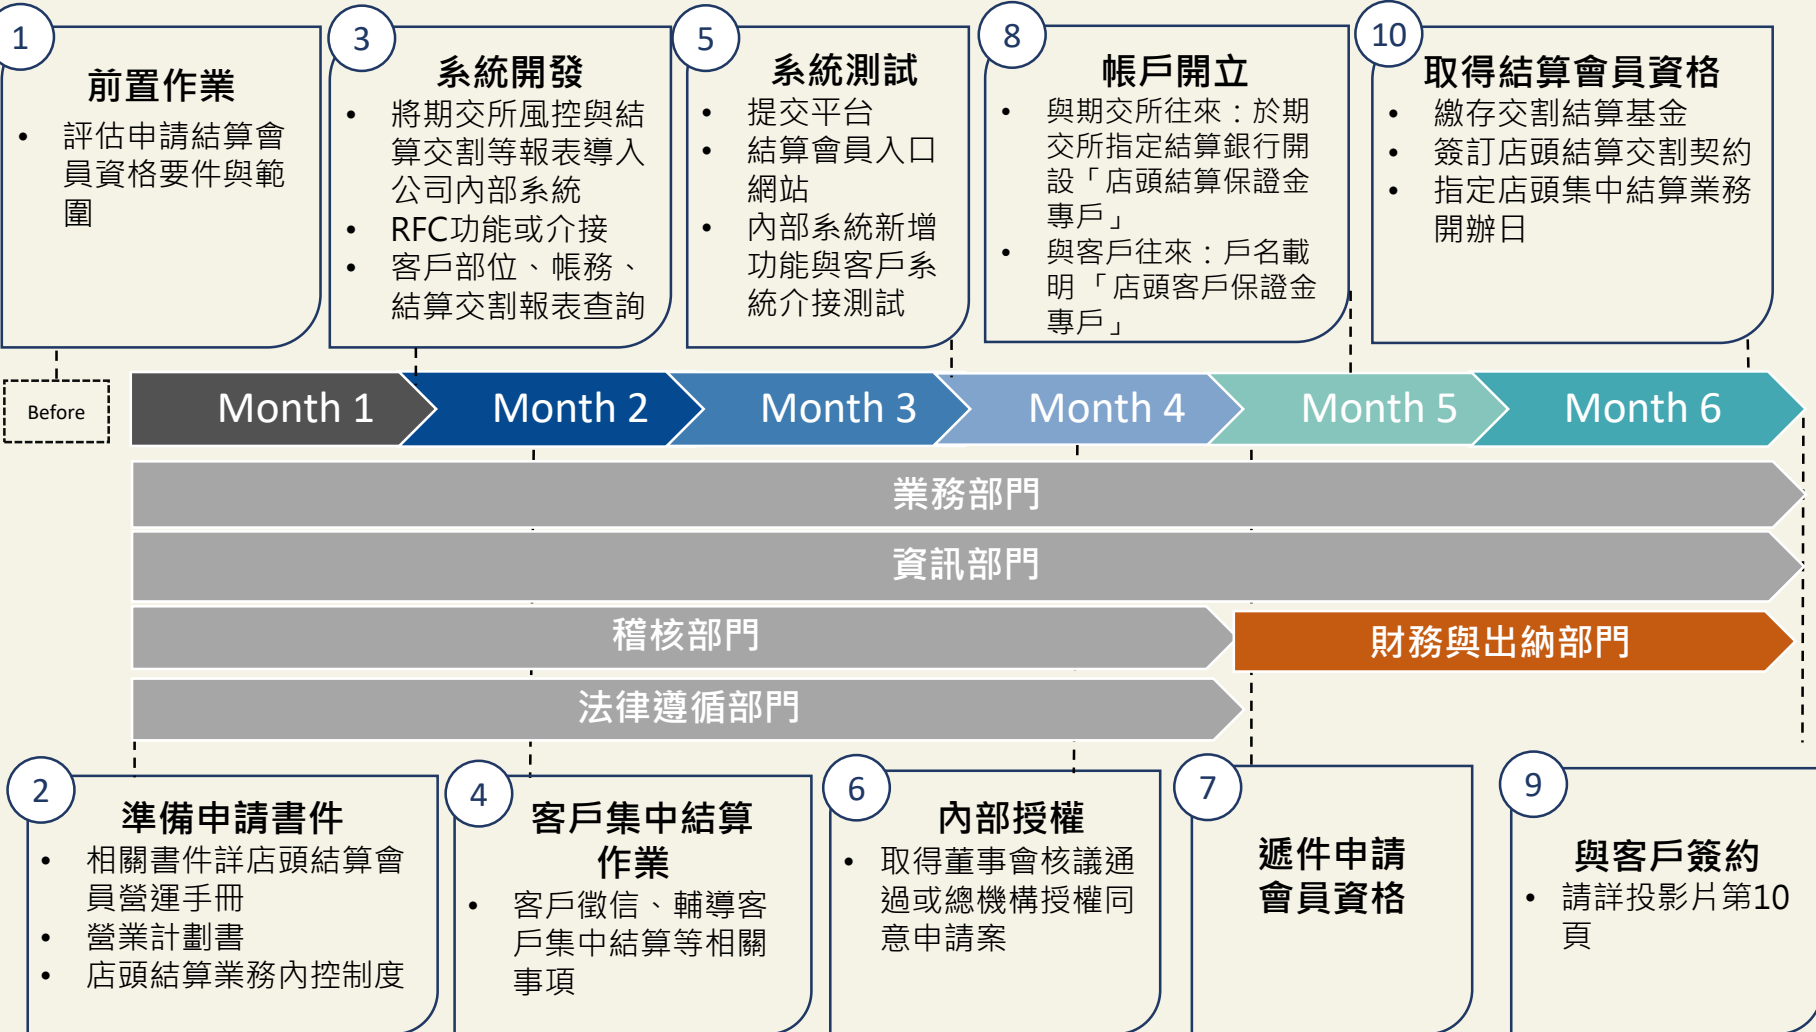 1
前置作業
• 評估申請結算會
員資格要件與範
圍
3
系統開發
• 將期交所風控與結
算交割等報表導入
公司內部系統
• RFC功能或介接
• 客戶部位、帳務、
結算交割報表查詢
5
系統測試
• 提交平台
• 結算會員入口
網站
• 內部系統新增
功能與客戶系
統介接測試
8
帳戶開立
• 與期交所往來：於期
交所指定結算銀行開
設「店頭結算保證金
專戶」
• 與客戶往來：戶名載
明「店頭客戶保證金
專戶」
10
取得結算會員資格
• 繳存交割結算基金
• 簽訂店頭結算交割契約
• 指定店頭集中結算業務
開辦日
Before
Month 1
Month 2
Month 3
Month 4
Month 5
Month 6
業務部門
資訊部門
稽核部門
財務與出納部門
法律遵循部門
2
準備申請書件
• 相關書件詳店頭結算會
員營運手冊
• 營業計劃書
• 店頭結算業務內控制度
4
客戶集中結算
作業
• 客戶徵信、輔導客
戶集中結算等相關
事項
6
內部授權
• 取得董事會核議通
過或總機構授權同
意申請案
7
遞件申請
會員資格
9
與客戶簽約
• 請詳投影片第10
頁